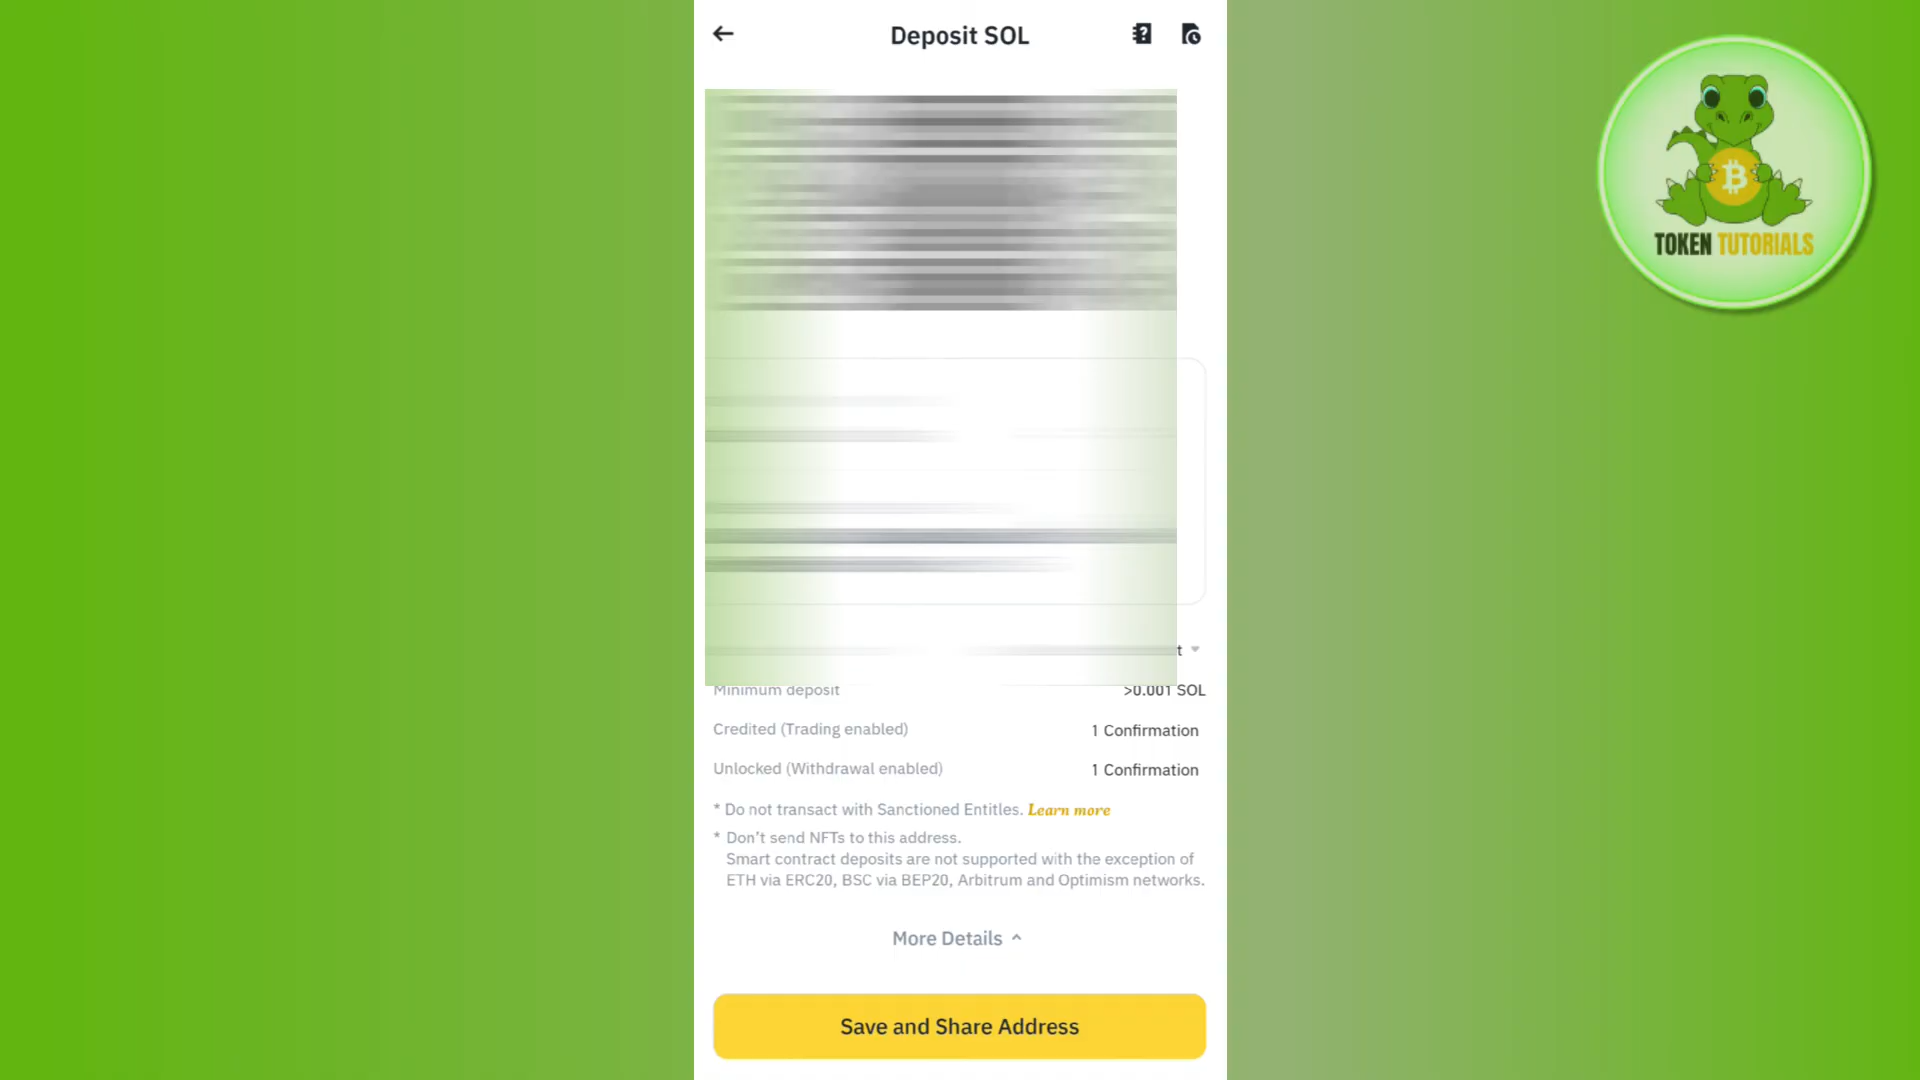 Deposit SOL
TOKEN TUTORIALS
t
Minimum deposit >0.001 SOL
Credited (Trading enabled) 1 Confirmation
Unlocked (Withdrawal enabled) 1 Confirmation
* Do not transact with Sanctioned Entitles. Learn more
* Don't send NFTs to this address.
Smart contract deposits are not supported with the exception of
ETH via ERC20, BSC via BEP20, Arbitrum and Optimism networks.
More Details
Save and Share Address